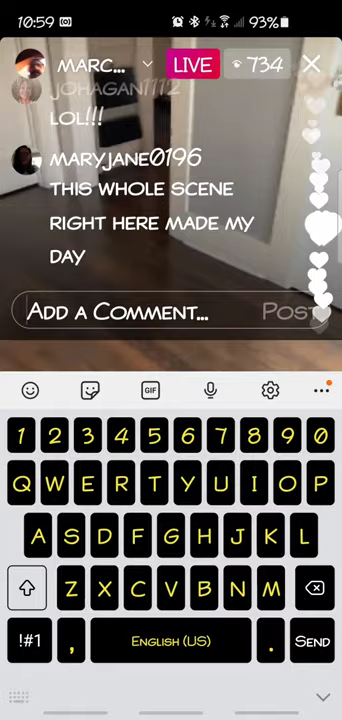 10:59 93%
MARC... LIVE 734
JOHAGAN1112
LOL!!!
MARYJANE0196
THIS WHOLE SCENE
RIGHT HERE MADE MY
DAY
ADD A COMMENT... POST
GIF
1 2 3 4 5 6 7 8 9 0
Q W E R T Y U I O P
A S D F G H J K L
Z X C V B N M
!#1 , ENGLISH (US) . SEND